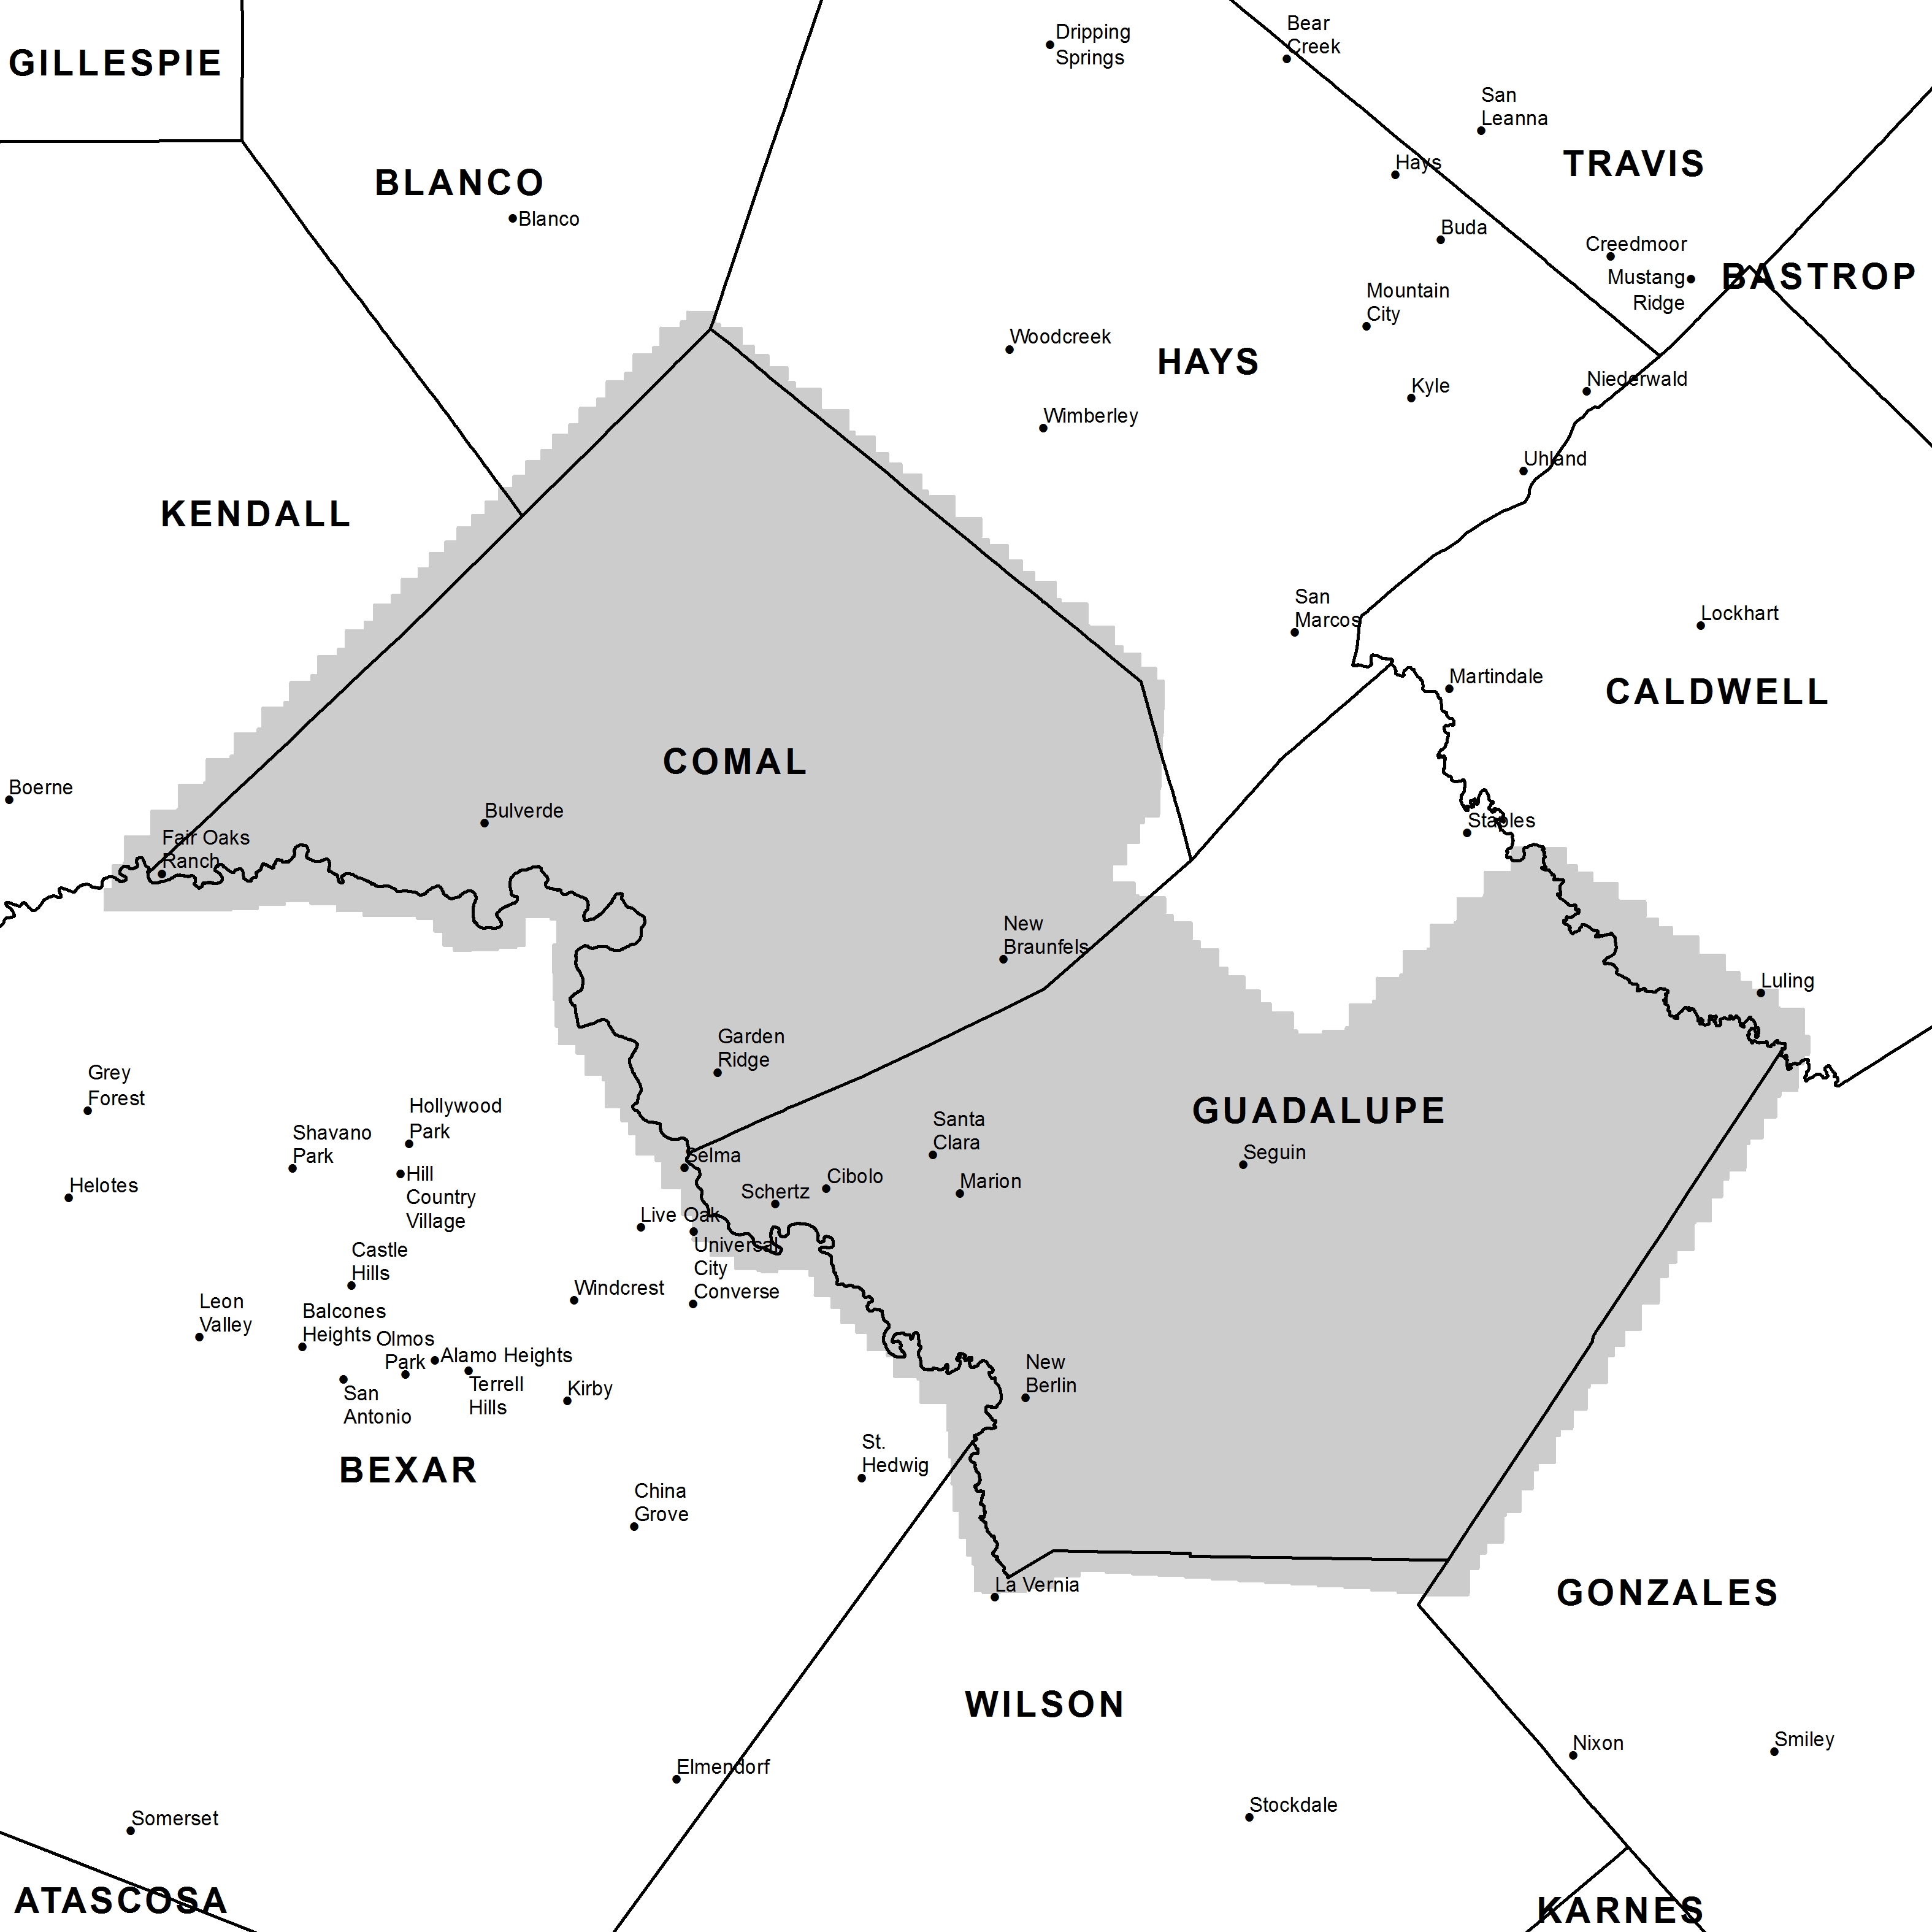 Dripping
Springs
Bear
Creek
GILLESPIE
San
Leanna
TRAVIS
Hays
BLANCO
Blanco
Buda
Creedmoor
Mustang
Ridge
BASTROP
Mountain
City
Woodcreek
HAYS
Niederwald
Kyle
Wimberley
Uhland
KENDALL
San
Marcos
Lockhart
Martindale
CALDWELL
COMAL
Boerne
Bulverde
Staples
Fair Oaks
Ranch
New
Braunfels
Luling
Garden
Ridge
Grey
Forest
Hollywood
Park
GUADALUPE
Santa
Clara
Shavano
Park
Selma
Seguin
Helotes
Hill
Country
Village
Cibolo
Marion
Schertz
Live Oak
Universal
City
Castle
Hills
Windcrest
Converse
Leon
Valley
Balcones
Heights
Olmos
Park
Alamo Heights
Terrell
Hills
Kirby
San
Antonio
New
Berlin
BEXAR
St.
Hedwig
China
Grove
La Vernia
GONZALES
WILSON
Nixon
Smiley
Elmendorf
Stockdale
Somerset
ATASCOSA
KARNES